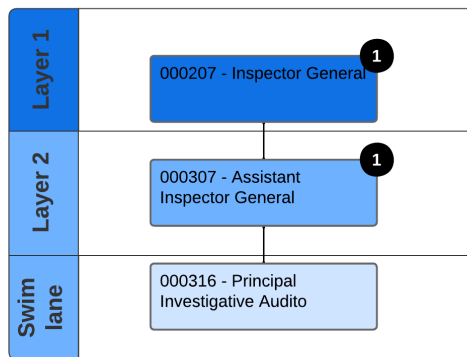 Layer 1
000207 - Inspector General
1
Layer 2
000307 - Assistant
Inspector General
1
Swim
lane
000316 - Principal
Investigative Audito